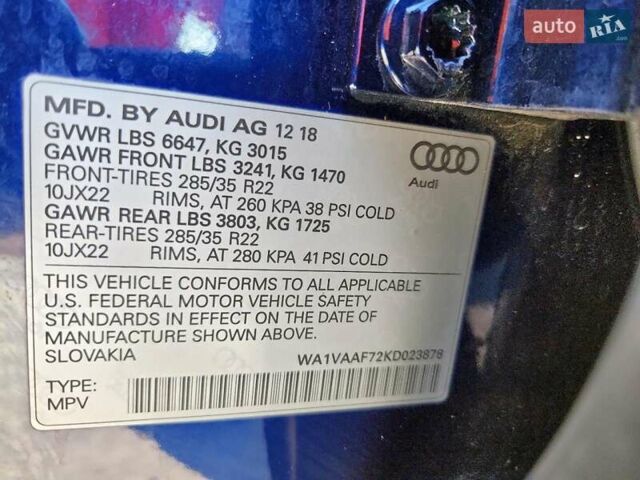 auto RIA
.com
MFD. BY AUDI AG 12 18
GVWR LBS 6647, KG 3015
GAWR FRONT LBS 3241, KG 1470
FRONT-TIRES 285/35 R22
10JX22 RIMS, AT 260 KPA 38 PSI COLD
GAWR REAR LBS 3803, KG 1725
REAR-TIRES 285/35 R22
10JX22 RIMS, AT 280 KPA 41 PSI COLD
Audi
THIS VEHICLE CONFORMS TO ALL APPLICABLE
U.S. FEDERAL MOTOR VEHICLE SAFETY
STANDARDS IN EFFECT ON THE DATE OF
MANUFACTURE SHOWN ABOVE.
SLOVAKIA WA1VAAF72KD023878
TYPE:
MPV